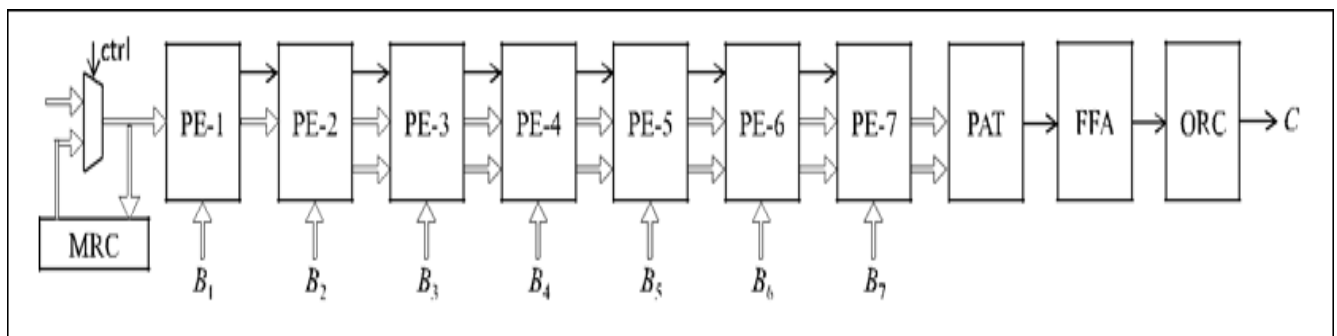 ctrl
PE-1 PE-2 PE-3 PE-4 PE-5 PE-6 PE-7 PAT FFA ORC C
MRC
B1 B2 B3 B4 B5 B6 B7